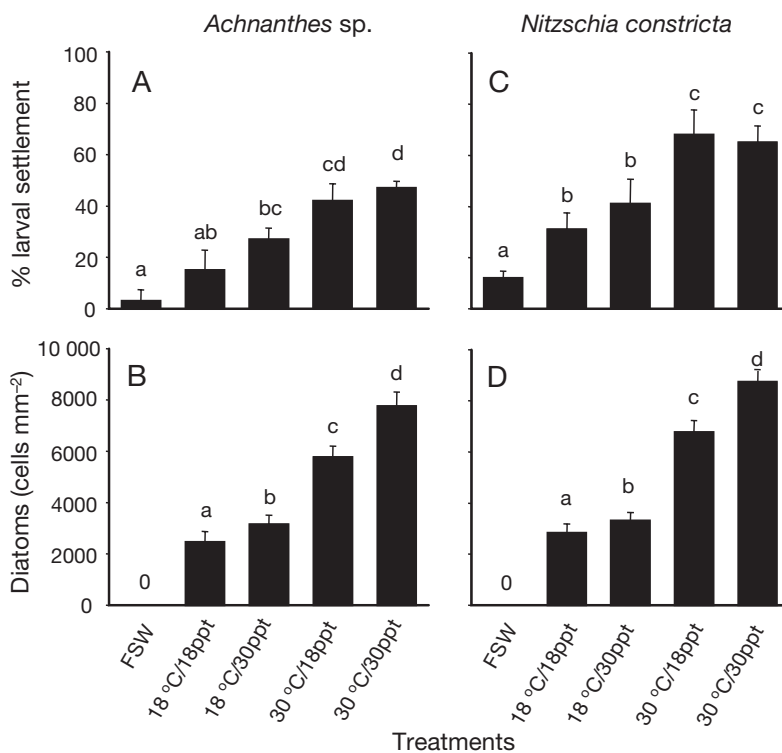 Achnanthes sp.
Nitzschia constricta
A
C
% larval settlement
100
80
60
40
20
0
a
ab
bc
cd
d
a
b
b
c
c
B
D
Diatoms (cells mm⁻²)
10 000
8000
6000
4000
2000
0
0
a
b
c
d
0
a
b
c
d
FSW
18 °C/18ppt
18 °C/30ppt
30 °C/18ppt
30 °C/30ppt
FSW
18 °C/18ppt
18 °C/30ppt
30 °C/18ppt
30 °C/30ppt
Treatments